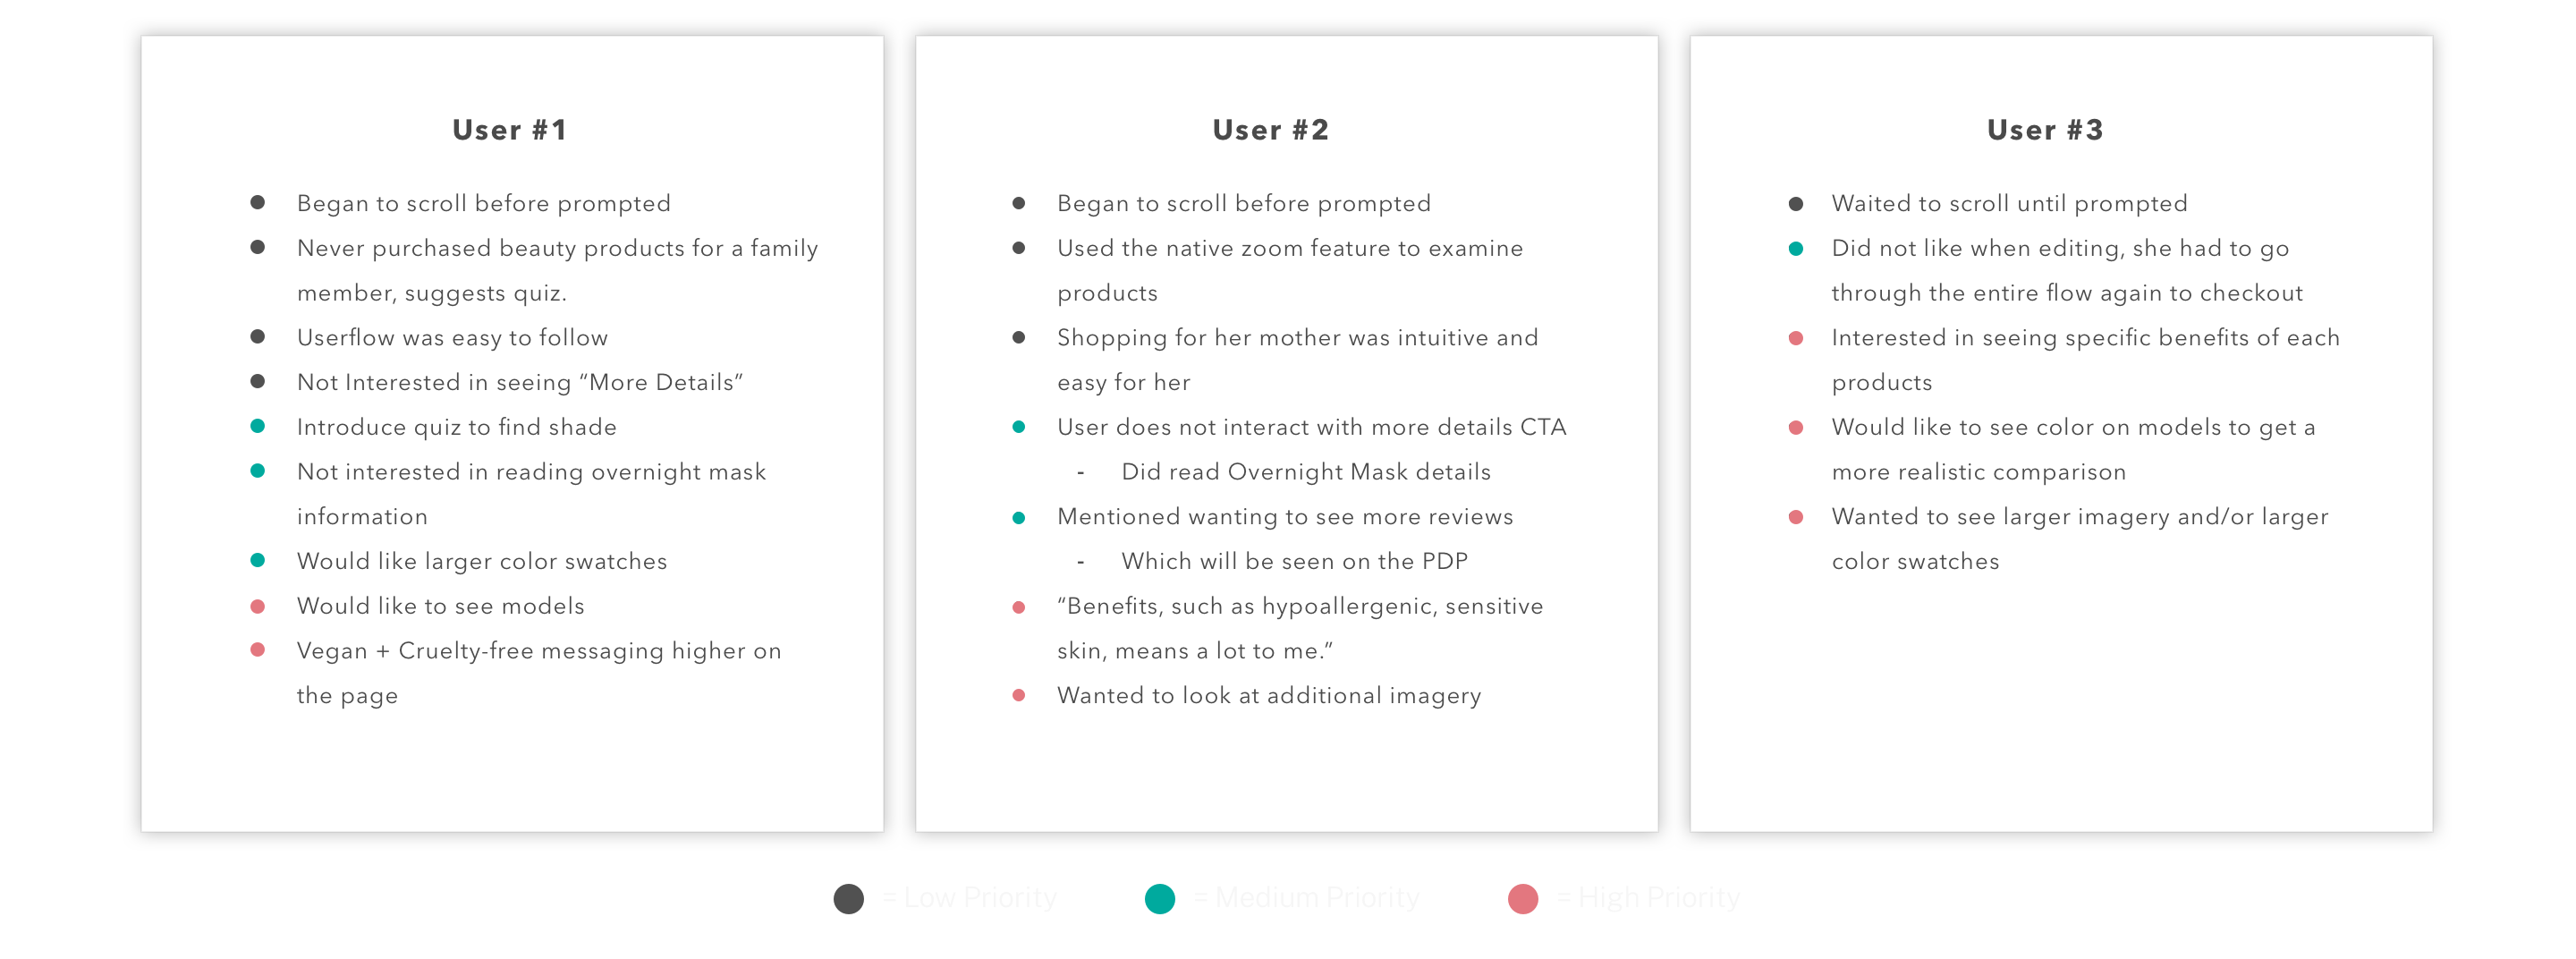 User #1
Began to scroll before prompted
Never purchased beauty products for a family
member, suggests quiz.
Userflow was easy to follow
Not Interested in seeing “More Details”
Introduce quiz to find shade
Not interested in reading overnight mask
information
Would like larger color swatches
Would like to see models
Vegan + Cruelty-free messaging higher on
the page
User #2
Began to scroll before prompted
Used the native zoom feature to examine
products
Shopping for her mother was intuitive and
easy for her
User does not interact with more details CTA
- Did read Overnight Mask details
Mentioned wanting to see more reviews
- Which will be seen on the PDP
“Benefits, such as hypoallergenic, sensitive
skin, means a lot to me.”
Wanted to look at additional imagery
User #3
Waited to scroll until prompted
Did not like when editing, she had to go
through the entire flow again to checkout
Interested in seeing specific benefits of each
products
Would like to see color on models to get a
more realistic comparison
Wanted to see larger imagery and/or larger
color swatches
= Low Priority
= Medium Priority
= High Priority